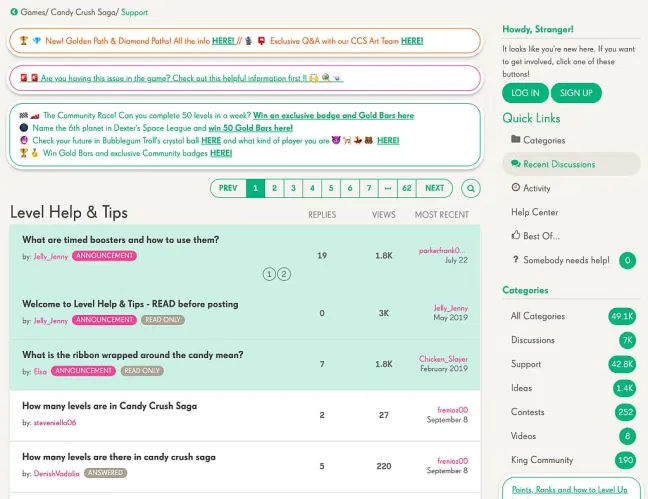 Games/ Candy Crush Saga/ Support
New! Golden Path & Diamond Paths! All the info HERE! // Exclusive Q&A with our CCS Art Team HERE!
Are you having this issue in the game? Check out this helpful information first !!
The Community Race! Can you complete 50 levels in a week? Win an exclusive badge and Gold Bars here
Name the 6th planet in Dexter's Space League and win 50 Gold Bars here!
Check your future in Bubblegum Troll's crystal ball HERE and what kind of player you are HERE!
Win Gold Bars and exclusive Community badges HERE!
PREV 1 2 3 4 5 6 7 ... 62 NEXT
Level Help & Tips REPLIES VIEWS MOST RECENT
What are timed boosters and how to use them?
by: Jelly_Jenny ANNOUNCEMENT
1 2
19 1.8K parkerfrank0...
July 22
Welcome to Level Help & Tips - READ before posting
by: Jelly_Jenny ANNOUNCEMENT READ ONLY
0 3K Jelly_Jenny
May 2019
What is the ribbon wrapped around the candy mean?
by: Elsa ANNOUNCEMENT READ ONLY
7 1.8K Chicken_Slayer
February 2019
How many levels are in Candy Crush Saga
by: steveniella06
2 27 frenioz00
September 8
How many levels are there in candy crush saga
by: DenishVadalia ANSWERED
5 220 frenioz00
September 8
Howdy, Stranger!
It looks like you're new here. If you want
to get involved, click one of these
buttons!
LOG IN SIGN UP
Quick Links
Categories
Recent Discussions
Activity
Help Center
Best Of...
? Somebody needs help! 0
Categories
All Categories 49.1K
Discussions 7K
Support 42.8K
Ideas 1.4K
Contests 252
Videos 8
King Community 190
Points, Ranks and how to Level Up